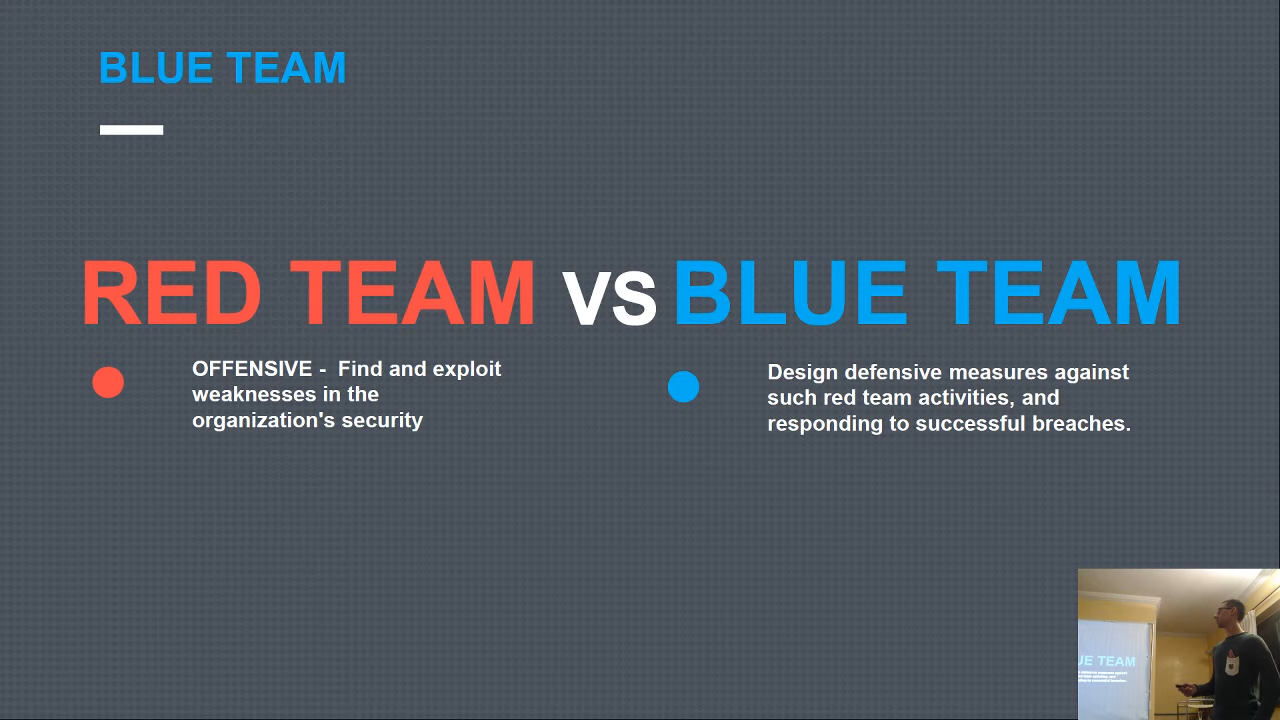 BLUE TEAM
RED TEAM VS BLUE TEAM
OFFENSIVE - Find and exploit
weaknesses in the
organization's security
Design defensive measures against
such red team activities, and
responding to successful breaches.
UE TEAM